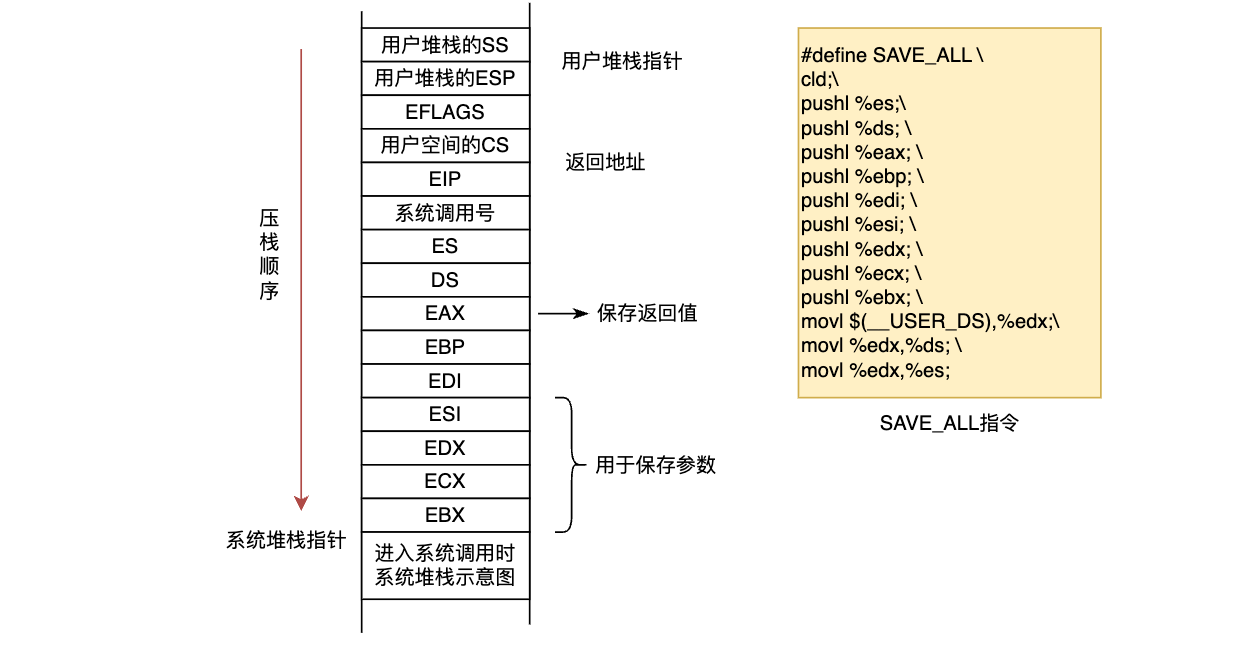 用户堆栈的SS
用户堆栈的ESP
用户堆栈指针
EFLAGS
用户空间的CS
返回地址
EIP
系统调用号
ES
DS
EAX
保存返回值
EBP
EDI
ESI
EDX
用于保存参数
ECX
EBX
压
栈
顺
序
系统堆栈指针
进入系统调用时
系统堆栈示意图
#define SAVE_ALL \
cld;\
pushl %es;\
pushl %ds; \
pushl %eax; \
pushl %ebp; \
pushl %edi; \
pushl %esi; \
pushl %edx; \
pushl %ecx; \
pushl %ebx; \
movl $(__USER_DS),%edx;\
movl %edx,%ds; \
movl %edx,%es;
SAVE_ALL指令